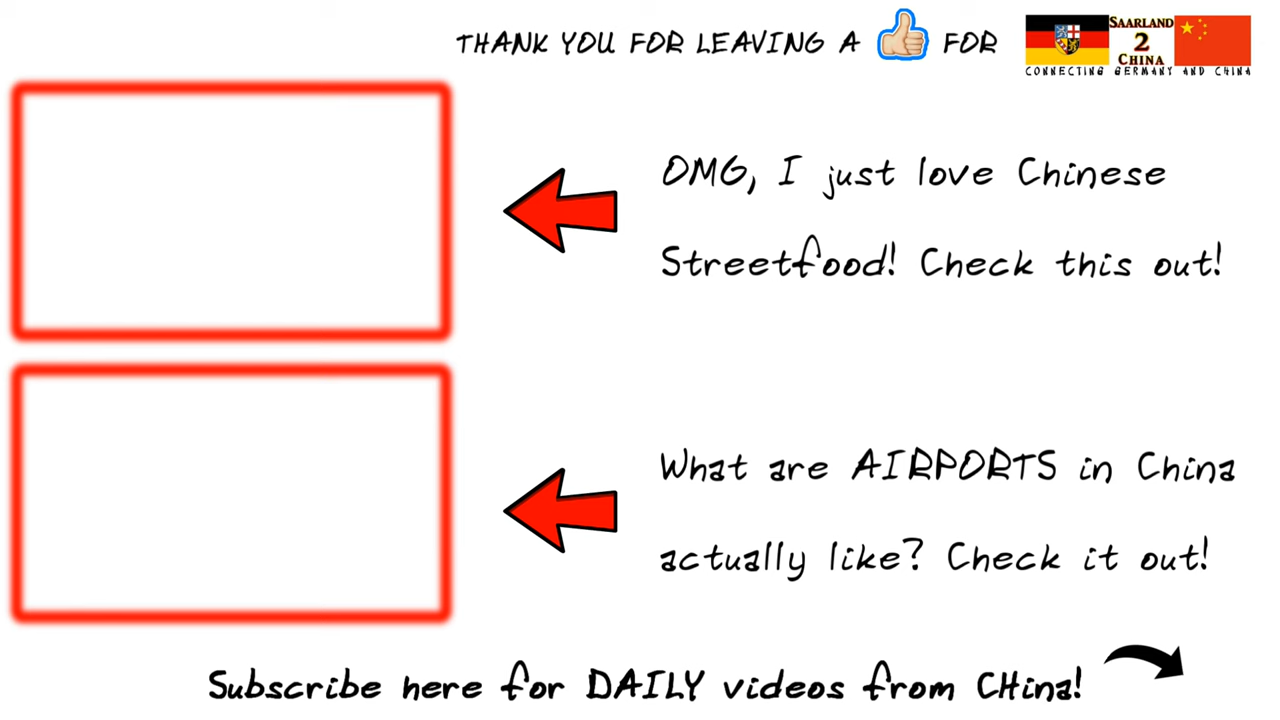 THANK YOU FOR LEAVING A FOR
SAARLAND
2
CHINA
CONNECTING GERMANY AND CHINA
OMG, I just love Chinese
Streetfood! Check this out!
What are AIRPORTS in China
actually like? Check it out!
Subscribe here for DAILY videos from CHina!